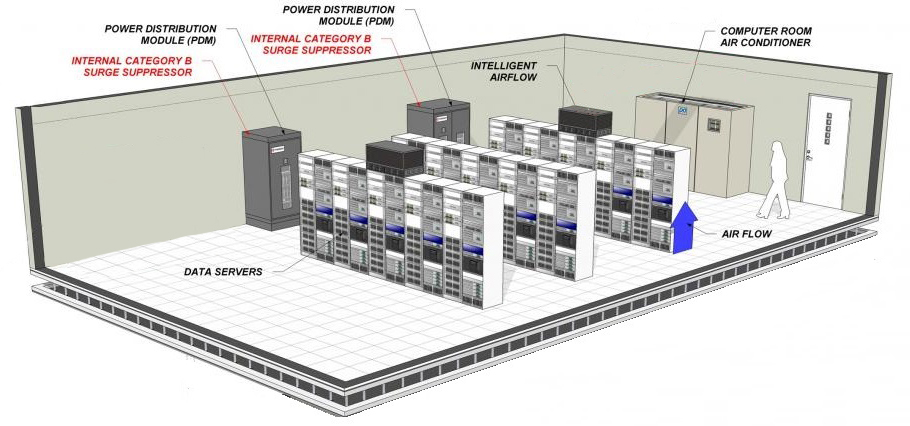 POWER DISTRIBUTION
MODULE (PDM)
INTERNAL CATEGORY B
SURGE SUPPRESSOR
POWER DISTRIBUTION
MODULE (PDM)
INTERNAL CATEGORY B
SURGE SUPPRESSOR
INTELLIGENT
AIRFLOW
COMPUTER ROOM
AIR CONDITIONER
DATA SERVERS
AIR FLOW